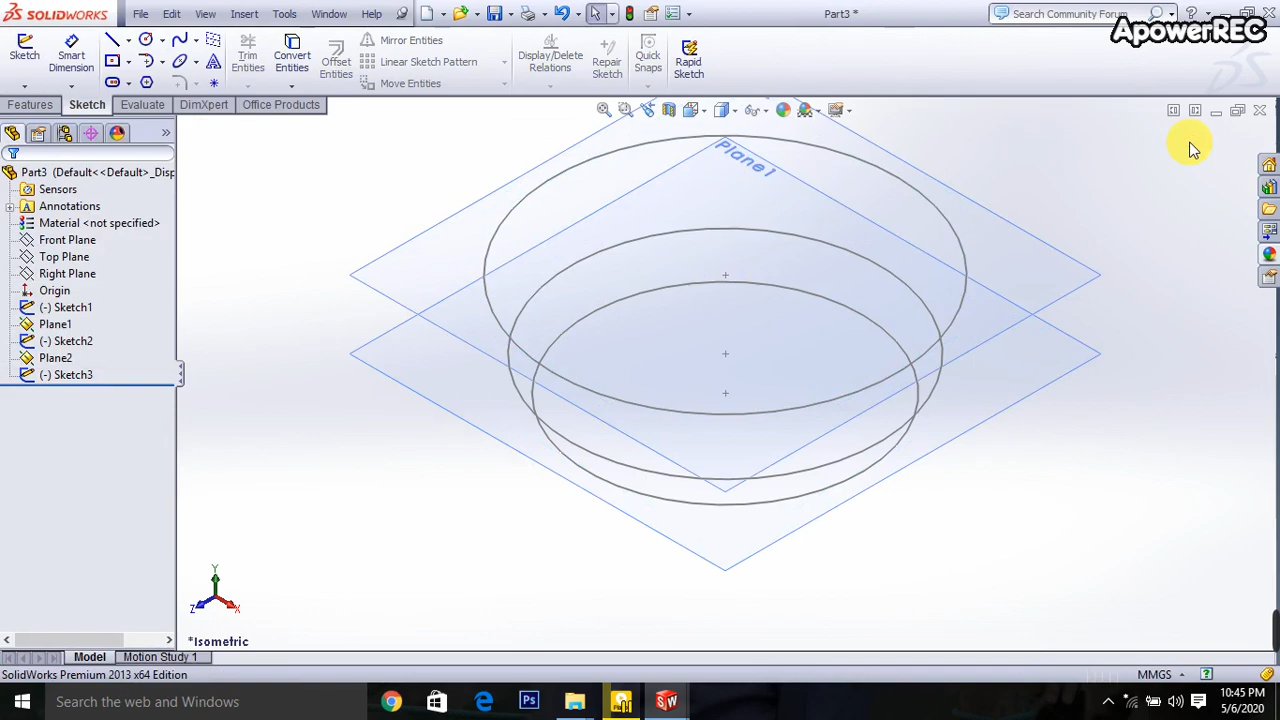 SOLIDWORKS File Edit View Insert Tools Window Help Part3 * Search Community Forum
ApowerREC
Sketch Smart Dimension Trim Entities Convert Entities Offset Entities Mirror Entities Linear Sketch Pattern Move Entities Display/Delete Relations Repair Sketch Quick Snaps Rapid Sketch
Features Sketch Evaluate DimXpert Office Products
Plane1
Part3 (Default<<Default>_Disp
Sensors
Annotations
Material <not specified>
Front Plane
Top Plane
Right Plane
Origin
(-) Sketch1
Plane1
(-) Sketch2
Plane2
(-) Sketch3
Y
Z X
*Isometric
Model Motion Study 1
SolidWorks Premium 2013 x64 Edition MMGS
Search the web and Windows
10:45 PM
5/6/2020